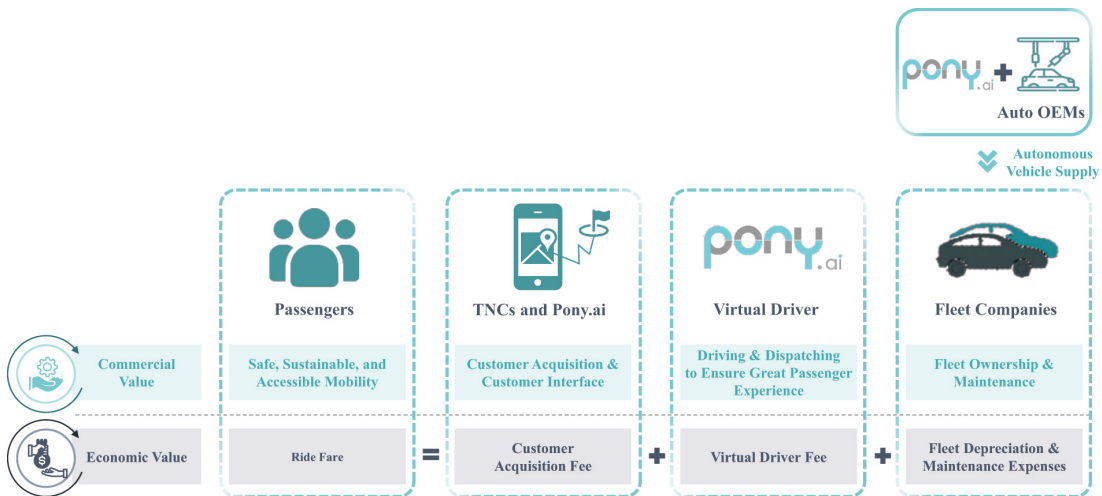 pony.ai
+
Auto OEMs
Autonomous
Vehicle Supply
Passengers
TNCs and Pony.ai
pony.ai
Virtual Driver
Fleet Companies
Commercial
Value
Safe, Sustainable, and
Accessible Mobility
Customer Acquisition &
Customer Interface
Driving & Dispatching
to Ensure Great Passenger
Experience
Fleet Ownership &
Maintenance
$
Economic Value
Ride Fare
=
Customer
Acquisition Fee
+
Virtual Driver Fee
+
Fleet Depreciation &
Maintenance Expenses